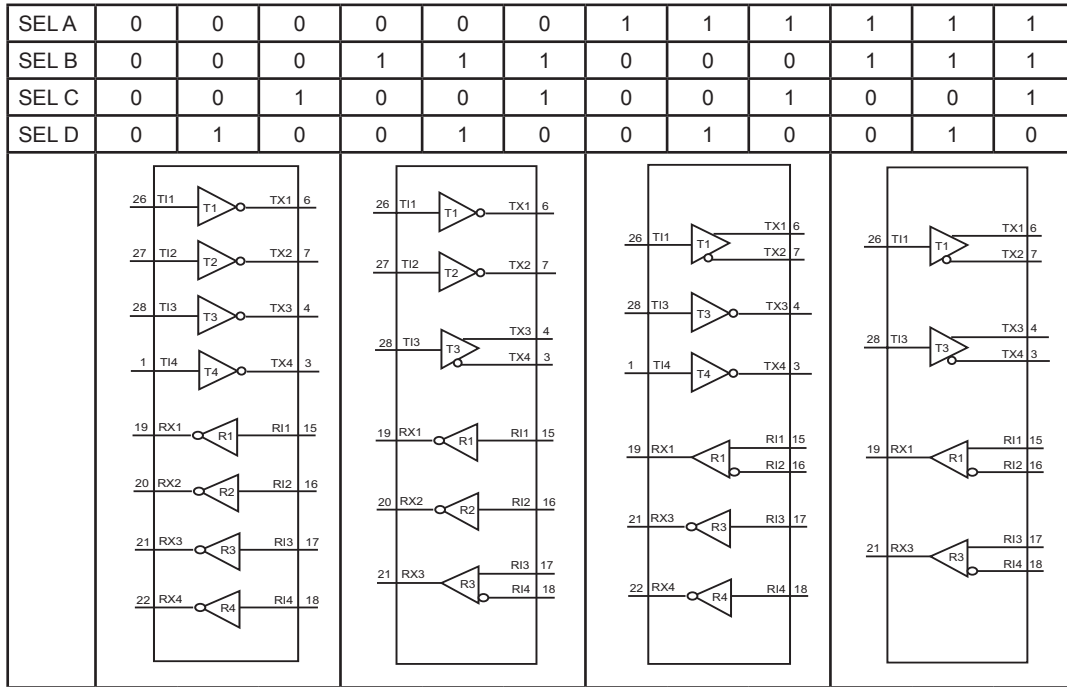 SEL A 0 0 0 0 0 0 1 1 1 1 1 1
SEL B 0 0 0 1 1 1 0 0 0 1 1 1
SEL C 0 0 1 0 0 1 0 0 1 0 0 1
SEL D 0 1 0 0 1 0 0 1 0 0 1 0
26 TI1 T1 TX1 6
27 TI2 T2 TX2 7
28 TI3 T3 TX3 4
1 TI4 T4 TX4 3
19 RX1 R1 RI1 15
20 RX2 R2 RI2 16
21 RX3 R3 RI3 17
22 RX4 R4 RI4 18
26 TI1 T1 TX1 6
27 TI2 T2 TX2 7
28 TI3 T3 TX3 4
TX4 3
19 RX1 R1 RI1 15
20 RX2 R2 RI2 16
21 RX3 R3 RI3 17
RI4 18
26 TI1 T1 TX1 6
TX2 7
28 TI3 T3 TX3 4
1 TI4 T4 TX4 3
19 RX1 R1 RI1 15
RI2 16
21 RX3 R3 RI3 17
22 RX4 R4 RI4 18
26 TI1 T1 TX1 6
TX2 7
28 TI3 T3 TX3 4
TX4 3
19 RX1 R1 RI1 15
RI2 16
21 RX3 R3 RI3 17
RI4 18